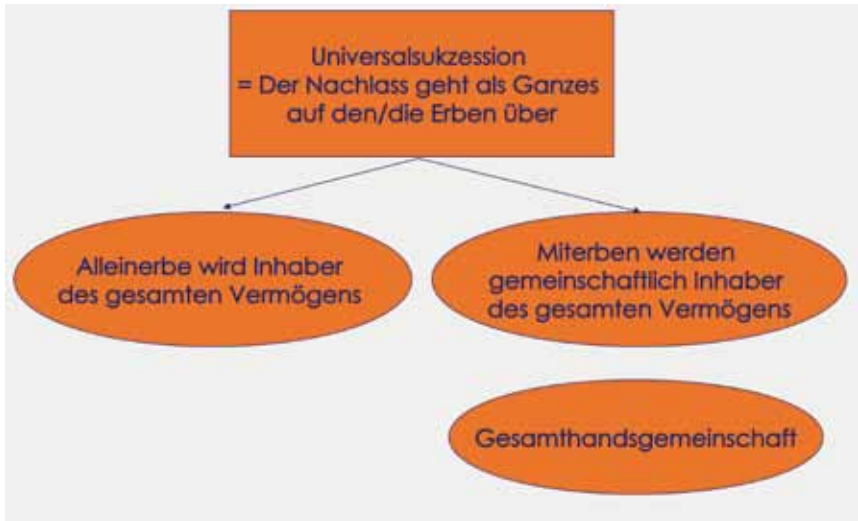 Universalsukzession
= Der Nachlass geht als Ganzes
auf den/die Erben über
Alleinerbe wird Inhaber
des gesamten Vermögens
Miterben werden
gemeinschaftlich Inhaber
des gesamten Vermögens
Gesamthandsgemeinschaft